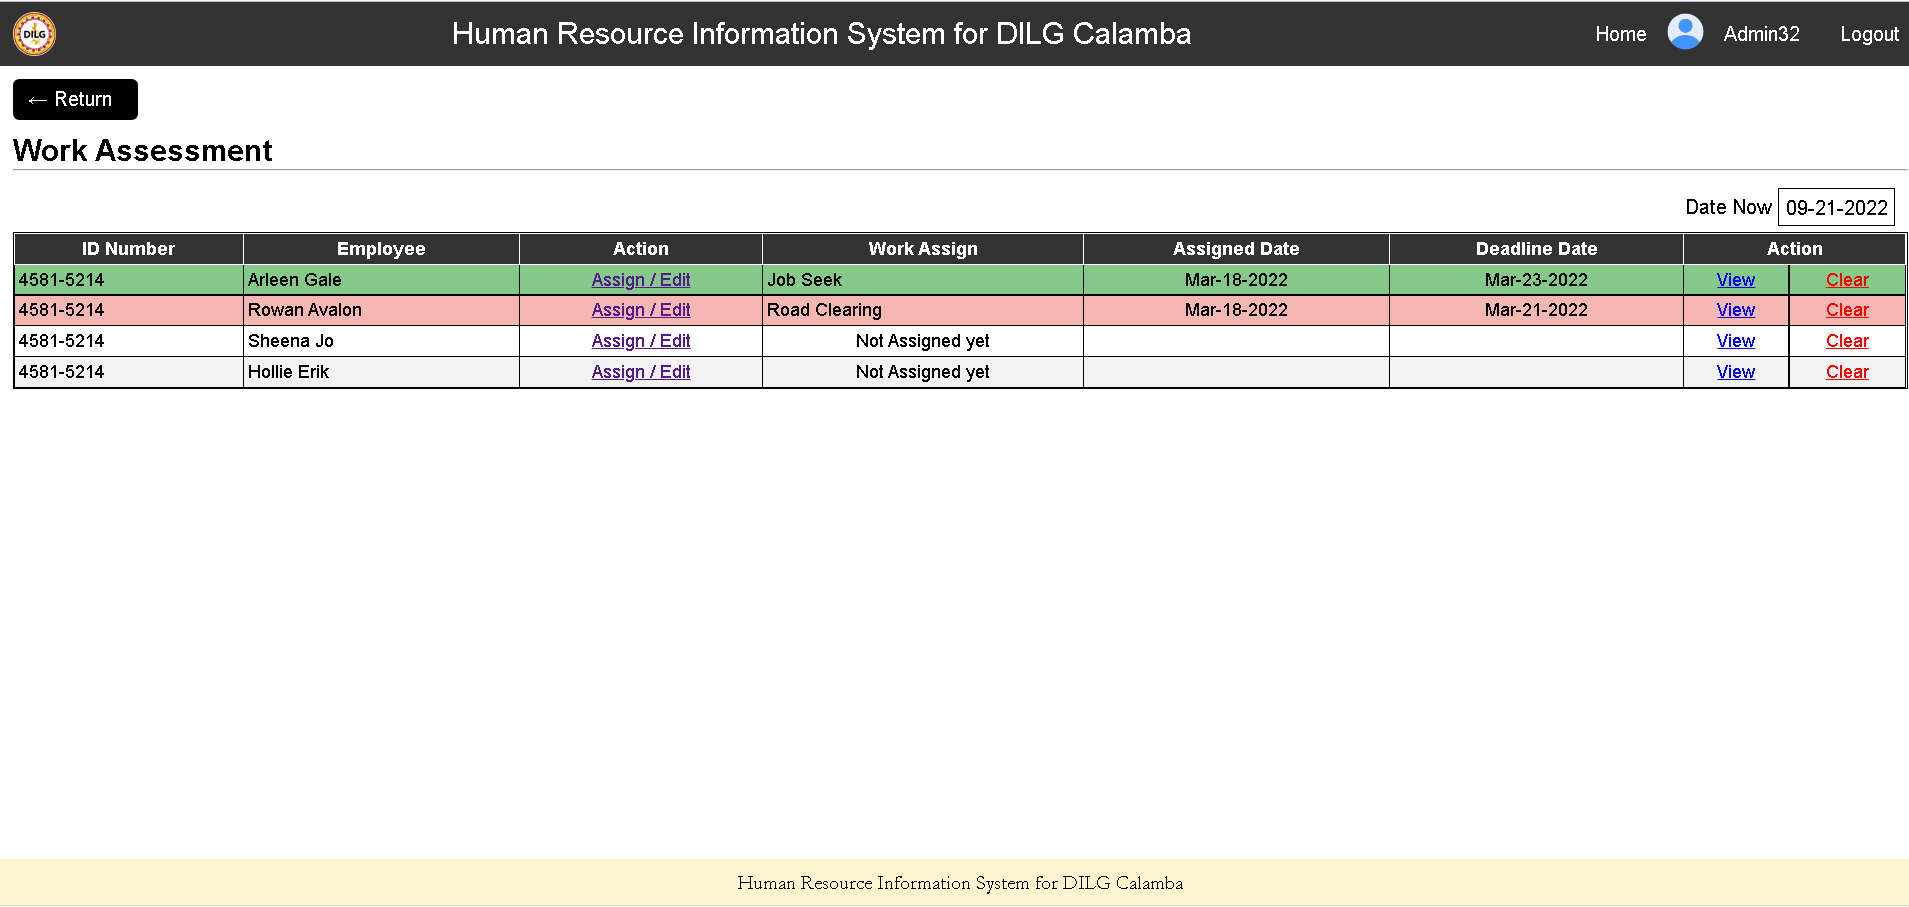 DILG
Human Resource Information System for DILG Calamba
Home Admin32 Logout
← Return
Work Assessment
Date Now 09-21-2022
ID Number Employee Action Work Assign Assigned Date Deadline Date Action
4581-5214 Arleen Gale Assign / Edit Job Seek Mar-18-2022 Mar-23-2022 View Clear
4581-5214 Rowan Avalon Assign / Edit Road Clearing Mar-18-2022 Mar-21-2022 View Clear
4581-5214 Sheena Jo Assign / Edit Not Assigned yet View Clear
4581-5214 Hollie Erik Assign / Edit Not Assigned yet View Clear
Human Resource Information System for DILG Calamba